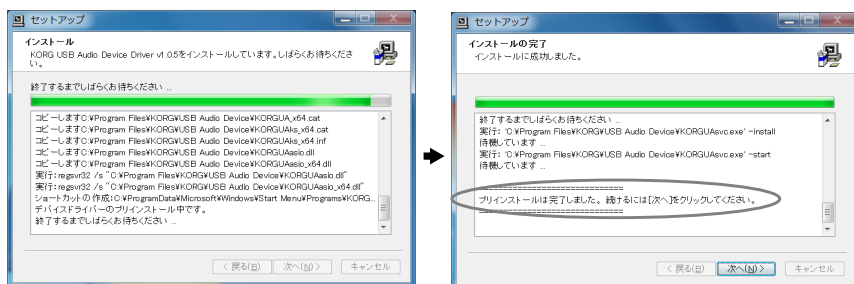 セットアップ
インストール
KORG USB Audio Device Driver v1.0.5をインストールしています。しばらくお待ちくださ
い。
終了するまでしばらくお待ちください ...
コピーしますC:¥Program Files¥KORG¥USB Audio Device¥KORGUA_x64.cat
コピーしますC:¥Program Files¥KORG¥USB Audio Device¥KORGUAks_x64.cat
コピーしますC:¥Program Files¥KORG¥USB Audio Device¥KORGUAks_x64.inf
コピーしますC:¥Program Files¥KORG¥USB Audio Device¥KORGUAasio.dll
コピーしますC:¥Program Files¥KORG¥USB Audio Device¥KORGUAasio_x64.dll
実行: regsvr32 /s "C:¥Program Files¥KORG¥USB Audio Device¥KORGUAasio.dll"
実行: regsvr32 /s "C:¥Program Files¥KORG¥USB Audio Device¥KORGUAasio_x64.dll"
ショートカットの作成:C:¥ProgramData¥Microsoft¥Windows¥Start Menu¥Programs¥KORG...
デバイスドライバーのプリインストール中です。
終了するまでしばらくお待ちください ...
< 戻る(B) 次へ(N) > キャンセル
セットアップ
インストールの完了
インストールに成功しました。
終了するまでしばらくお待ちください ...
実行: 'C:¥Program Files¥KORG¥USB Audio Device¥KORGUAsvc.exe' -install
待機しています ...
実行: 'C:¥Program Files¥KORG¥USB Audio Device¥KORGUAsvc.exe' -start
待機しています ...
==============================
プリインストールは完了しました。続けるには[次へ]をクリックしてください。
==============================
< 戻る(B) 次へ(N) > キャンセル